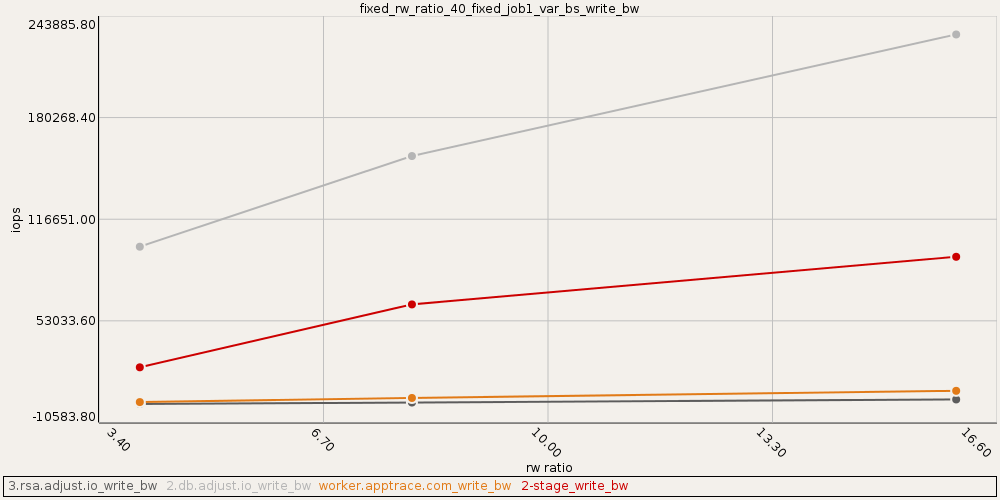 fixed_rw_ratio_40_fixed_job1_var_bs_write_bw
243885.80
180268.40
116651.00
53033.60
-10583.80
iops
3.40
6.70
10.00
13.30
16.60
rw ratio
3.rsa.adjust.io_write_bw 2.db.adjust.io_write_bw worker.apptrace.com_write_bw 2-stage_write_bw